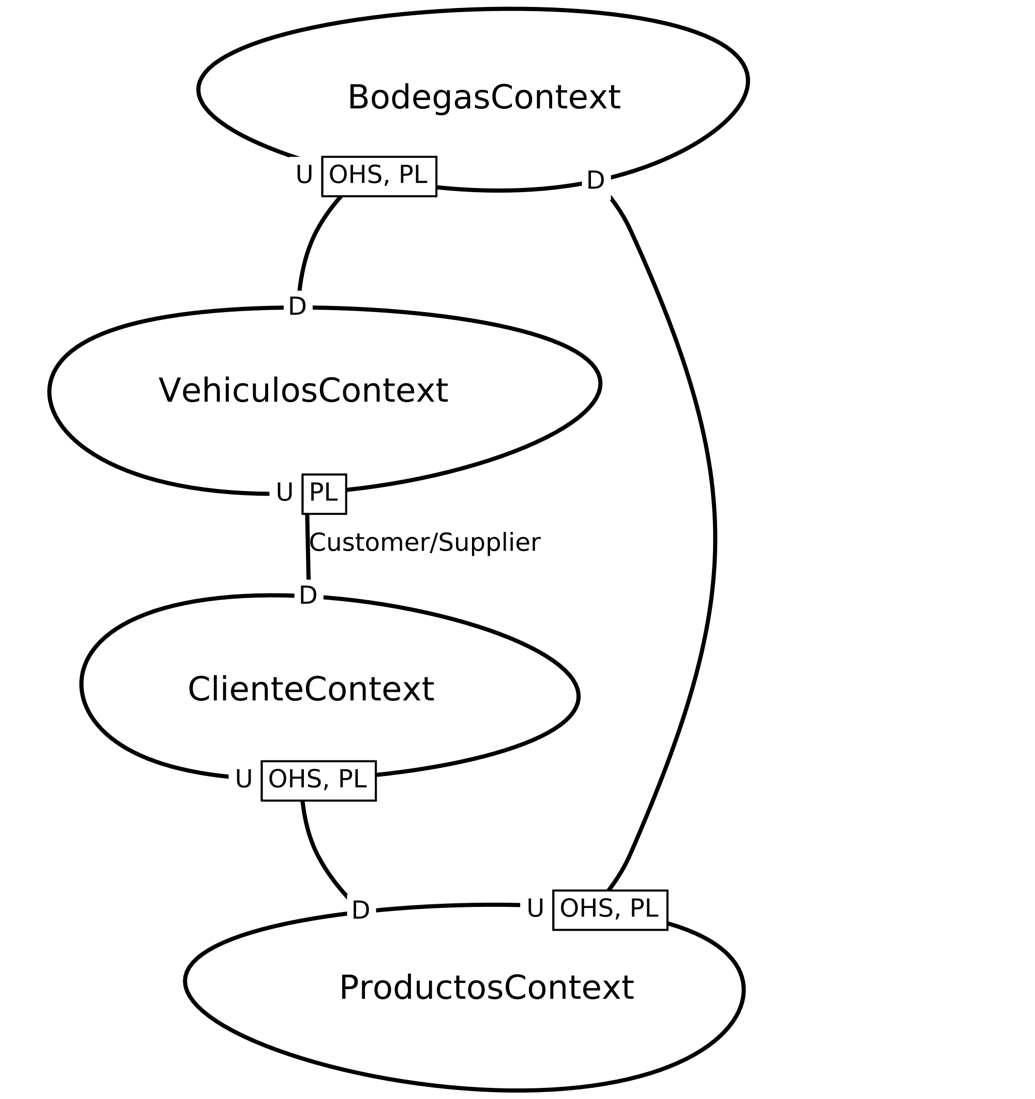 BodegasContext
U OHS, PL
D
D
VehiculosContext
U PL
Customer/Supplier
D
ClienteContext
U OHS, PL
D
U OHS, PL
ProductosContext